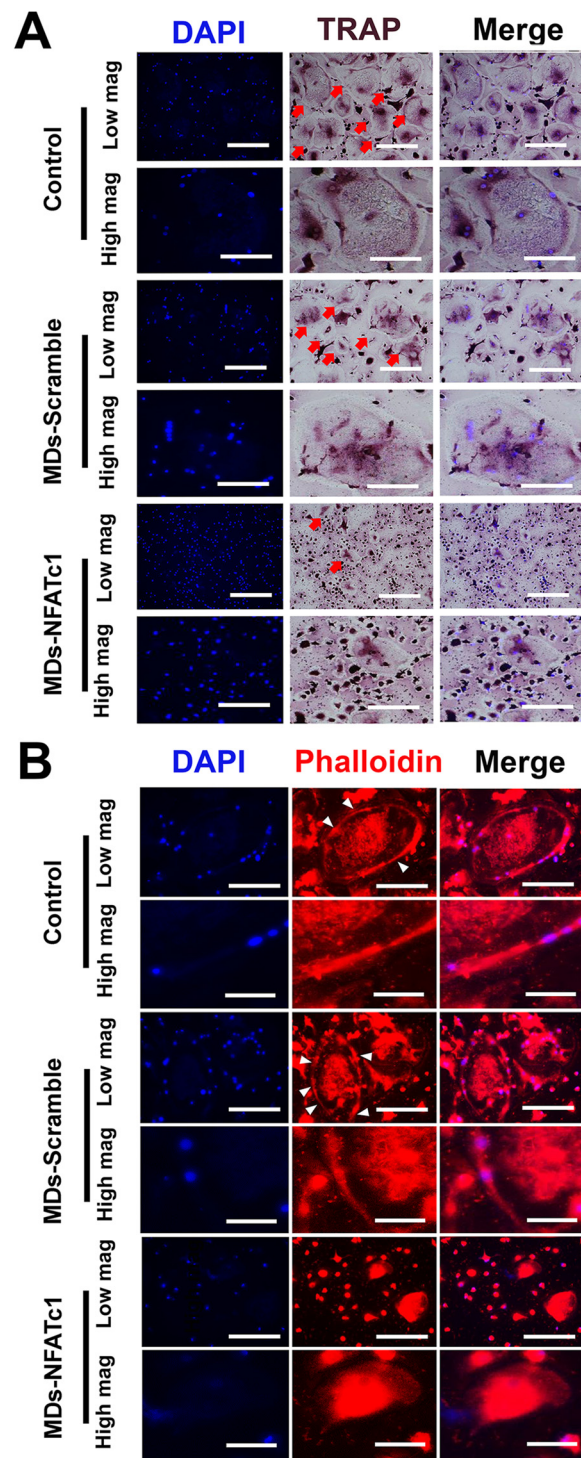 A
DAPI TRAP Merge
Control
Low mag
High mag
MDs-Scramble
Low mag
High mag
MDs-NFATc1
Low mag
High mag
B
DAPI Phalloidin Merge
Control
Low mag
High mag
MDs-Scramble
Low mag
High mag
MDs-NFATc1
Low mag
High mag